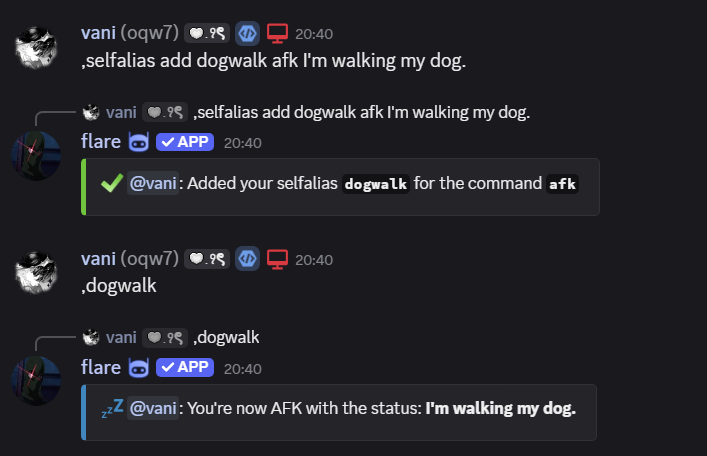 vani (oqw7) 20:40
,selfalias add dogwalk afk I'm walking my dog.
vani ,selfalias add dogwalk afk I'm walking my dog.
flare APP 20:40
@vani: Added your selfalias dogwalk for the command afk
vani (oqw7) 20:40
,dogwalk
vani ,dogwalk
flare APP 20:40
zzZ @vani: You're now AFK with the status: I'm walking my dog.